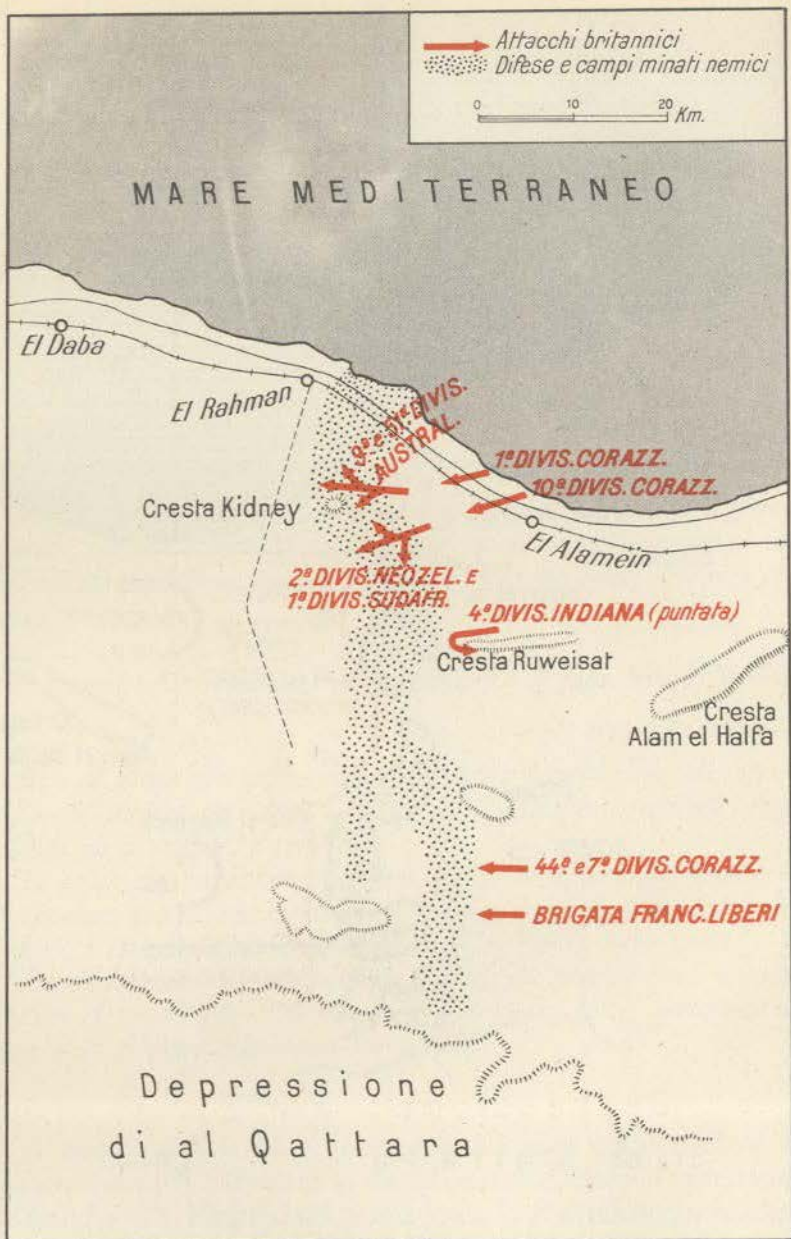 Attacchi britannici
Difese e campi minati nemici
0 10 20 Km.
MARE MEDITERRANEO
El Daba
El Rahman
9ª e 51ª DIVIS.
AUSTRAL.
1ª DIVIS. CORAZZ.
10ª DIVIS. CORAZZ.
Cresta Kidney
El Alamein
2ª DIVIS. NEOZEL. E
1ª DIVIS. SUDAFR.
4ª DIVIS. INDIANA (puntata)
Cresta Ruweisat
Cresta
Alam el Halfa
44ª e 7ª DIVIS. CORAZZ.
BRIGATA FRANC. LIBERI
Depressione
di al Qattara